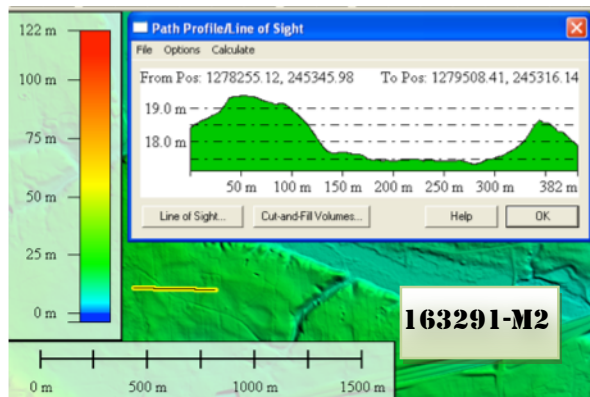 122 m
100 m
75 m
50 m
25 m
0 m
Path Profile/Line of Sight
File Options Calculate
From Pos: 1278255.12, 245345.98 To Pos: 1279508.41, 245316.14
19.0 m
18.0 m
50 m 100 m 150 m 200 m 250 m 300 m 382 m
Line of Sight... Cut-and-Fill Volumes... Help OK
163291-M2
0 m 500 m 1000 m 1500 m